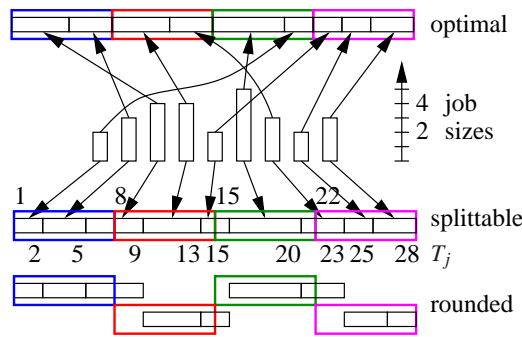 optimal
4 job
2 sizes
1 8 15 22
splittable
2 5 9 13 15 20 23 25 28 T_j
rounded